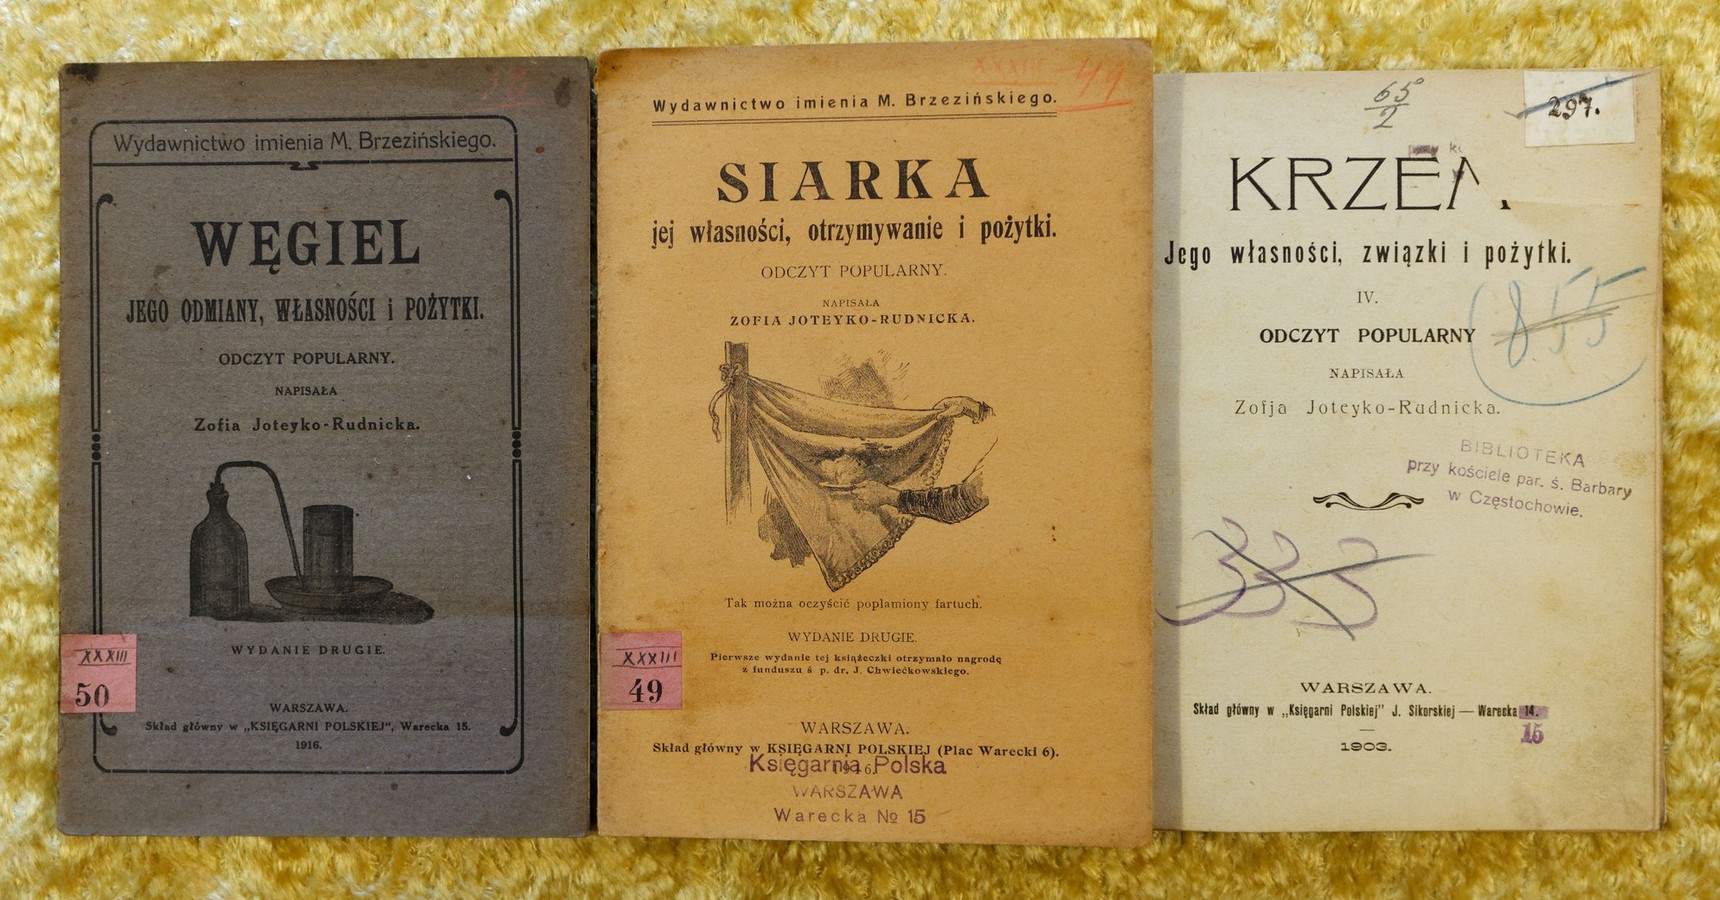 Wydawnictwo imienia M. Brzezińskiego.
WĘGIEL
JEGO ODMIANY, WŁASNOŚCI i POŻYTKI.
ODCZYT POPULARNY.
NAPISAŁA
Zofia Joteyko-Rudnicka.
WYDANIE DRUGIE.
XXXIII
50
WARSZAWA.
Skład główny w „KSIĘGARNI POLSKIEJ", Warecka 15.
1916.
XXXIII 49
Wydawnictwo imienia M. Brzezińskiego.
SIARKA
jej własności, otrzymywanie i pożytki.
ODCZYT POPULARNY.
NAPISAŁA
ZOFIA JOTEYKO-RUDNICKA.
Tak można oczyścić poplamiony fartuch.
WYDANIE DRUGIE.
Pierwsze wydanie tej książeczki otrzymało nagrodę
z funduszu ś p. dr. J. Chwiećkowskiego.
XXXIII
49
WARSZAWA.
Skład główny w KSIĘGARNI POLSKIEJ (Plac Warecki 6).
Księgarnia Polska
WARSZAWA
Warecka № 15
65
2
297.
KRZEM
Jego własności, związki i pożytki.
IV.
855
ODCZYT POPULARNY
NAPISAŁA
Zofja Joteyko-Rudnicka.
BIBLIOTEKA
przy kościele par. ś. Barbary
w Częstochowie.
333
WARSZAWA.
Skład główny w „Księgarni Polskiej" J. Sikorskiej — Warecka 14.
15
1903.